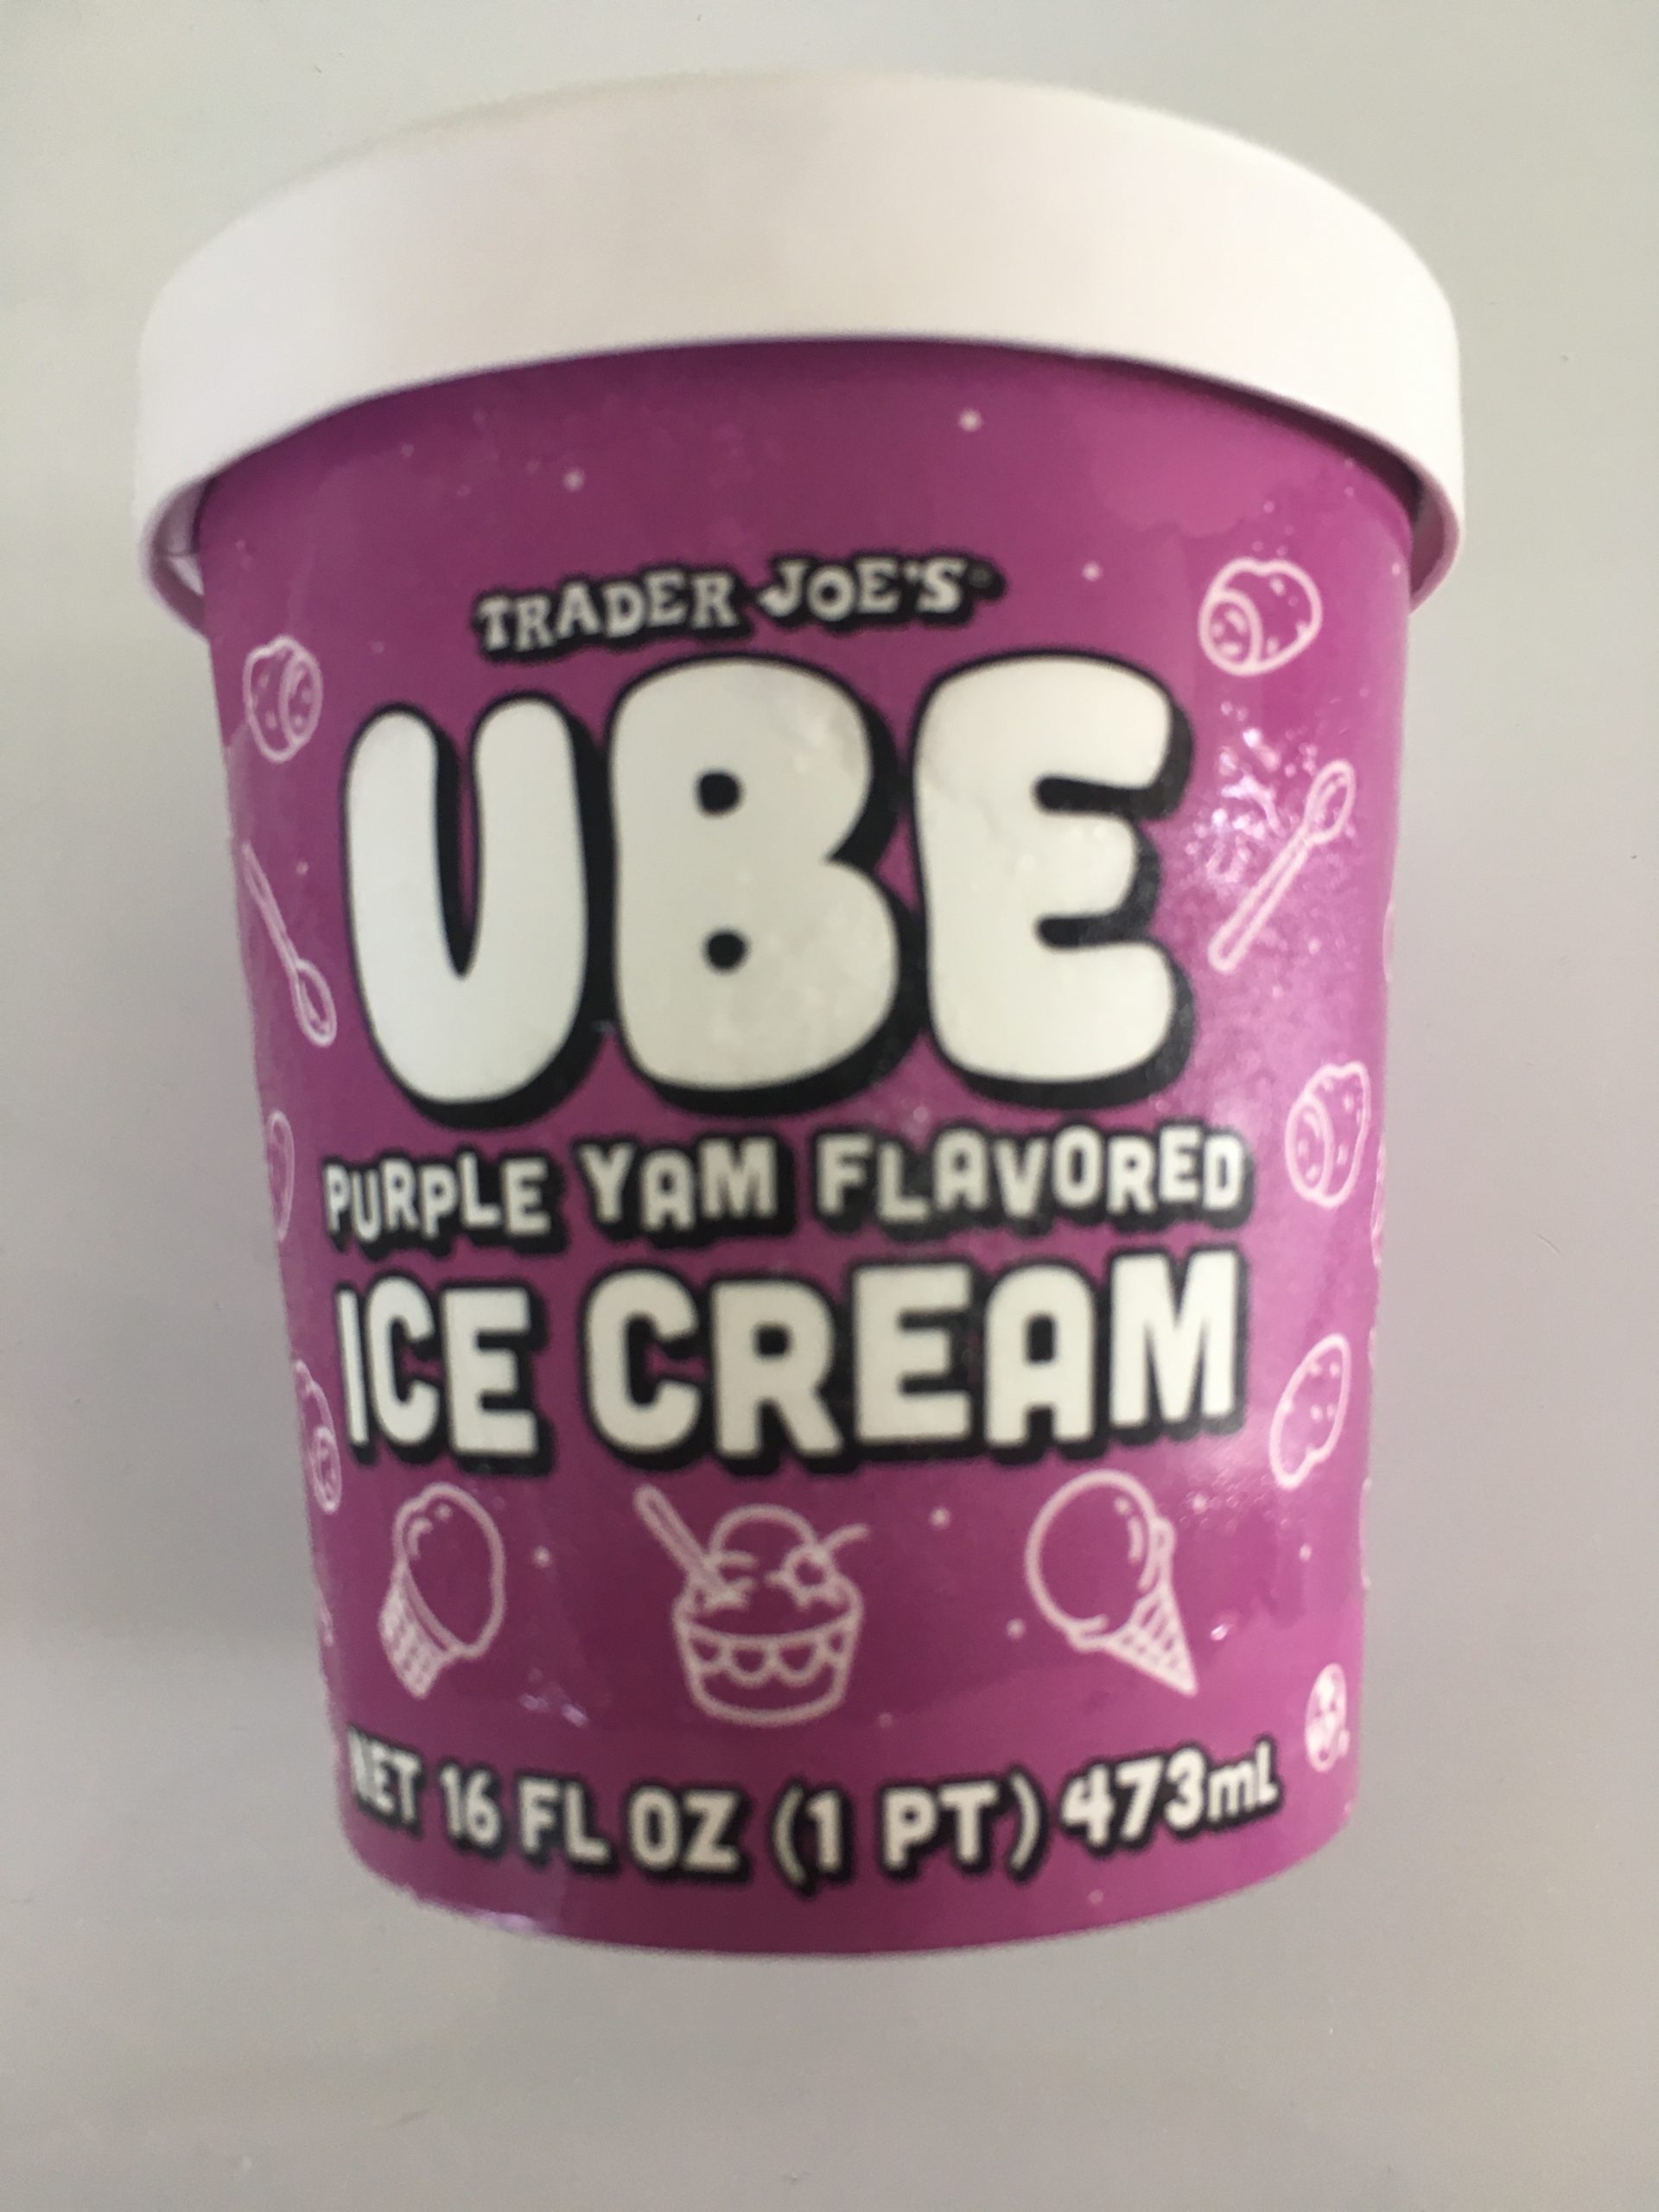 TRADER JOE'S
UBE
PURPLE YAM FLAVORED
ICE CREAM
NET 16 FL OZ (1 PT) 473mL